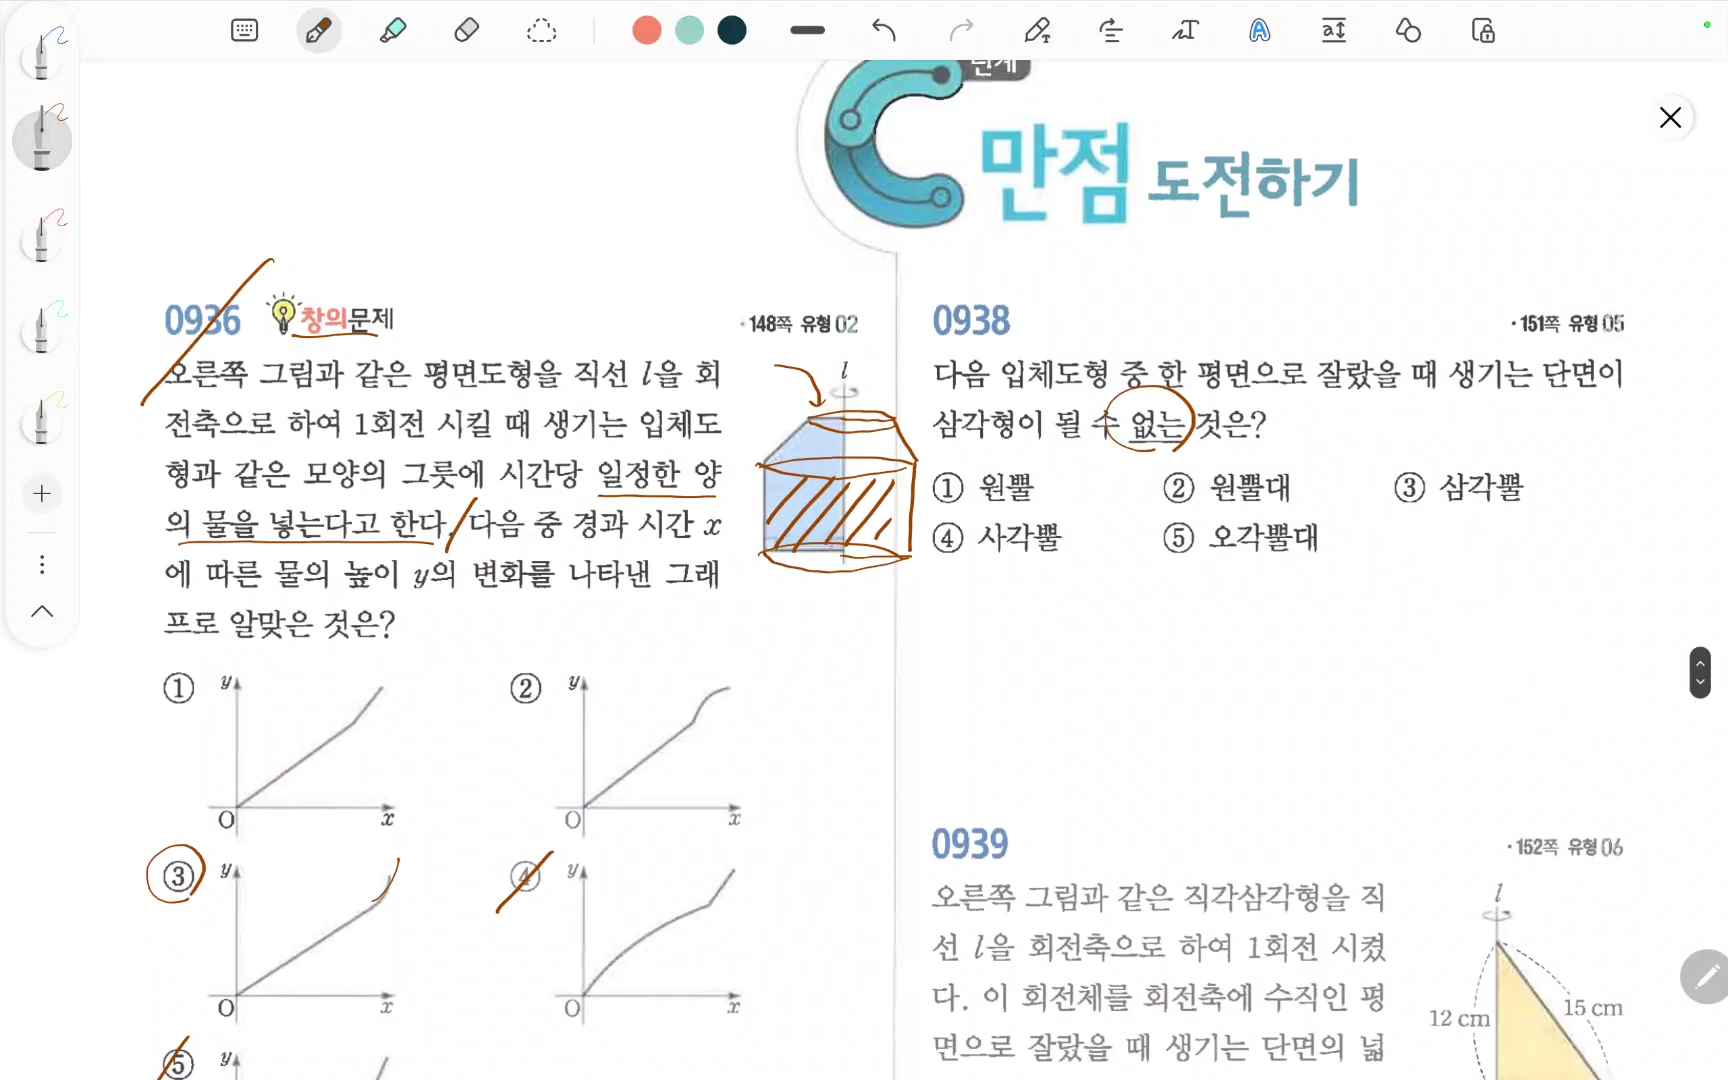 단계
만점 도전하기
0936 창의문제
148쪽 유형 02
오른쪽 그림과 같은 평면도형을 직선 l을 회
전축으로 하여 1회전 시킬 때 생기는 입체도
형과 같은 모양의 그릇에 시간당 일정한 양
의 물을 넣는다고 한다. 다음 중 경과 시간 x
에 따른 물의 높이 y의 변화를 나타낸 그래
프로 알맞은 것은?
l
① y O x
② y O x
③ y O x
④ y O x
⑤ y
0938
151쪽 유형 05
다음 입체도형 중 한 평면으로 잘랐을 때 생기는 단면이
삼각형이 될 수 없는 것은?
① 원뿔 ② 원뿔대 ③ 삼각뿔
④ 사각뿔 ⑤ 오각뿔대
0939
152쪽 유형 06
오른쪽 그림과 같은 직각삼각형을 직
선 l을 회전축으로 하여 1회전 시켰
다. 이 회전체를 회전축에 수직인 평
면으로 잘랐을 때 생기는 단면의 넓
l
12 cm
15 cm